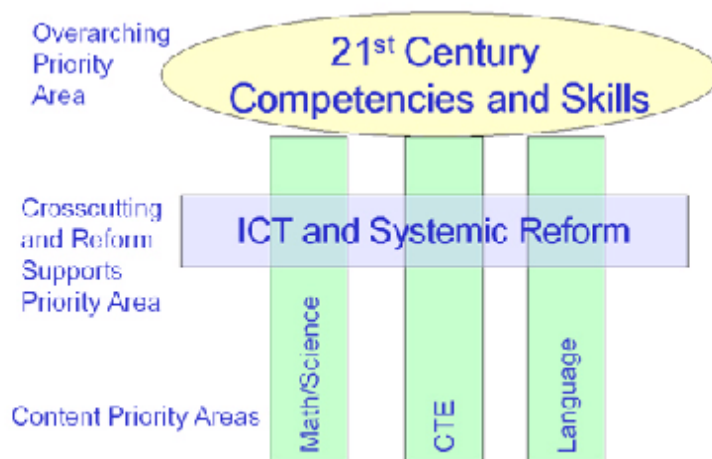 Overarching
Priority
Area
21st Century
Competencies and Skills
Crosscutting
and Reform
Supports
Priority Area
ICT and Systemic Reform
Content Priority Areas
Math/Science
CTE
Language